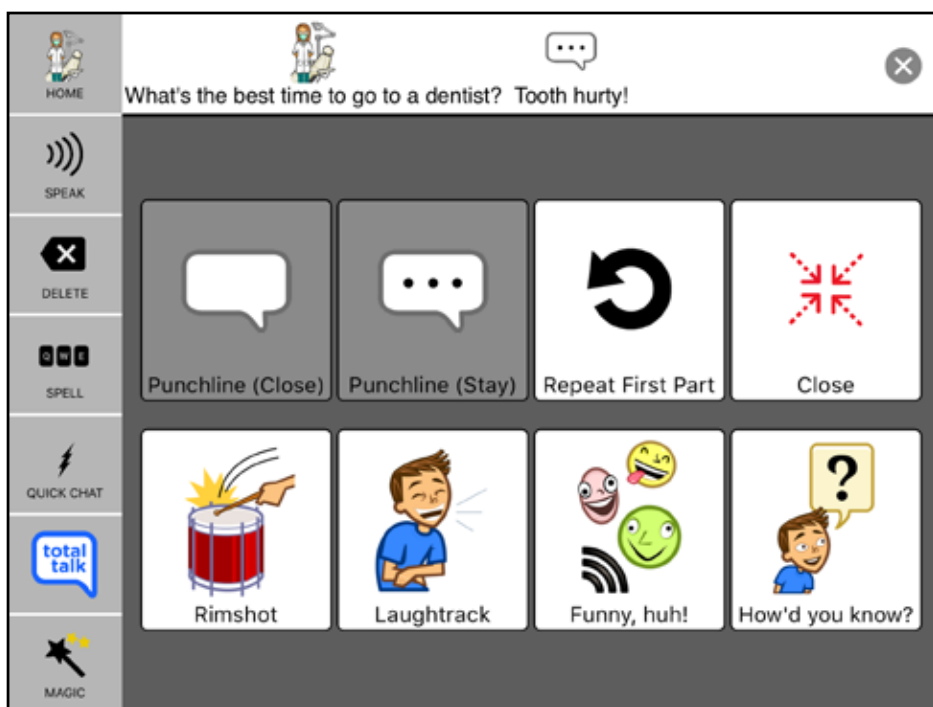 HOME
What's the best time to go to a dentist?  Tooth hurty!
SPEAK
DELETE
Q W E
SPELL
QUICK CHAT
total
talk
MAGIC
Punchline (Close)
Punchline (Stay)
Repeat First Part
Close
?
Rimshot
Laughtrack
Funny, huh!
How'd you know?